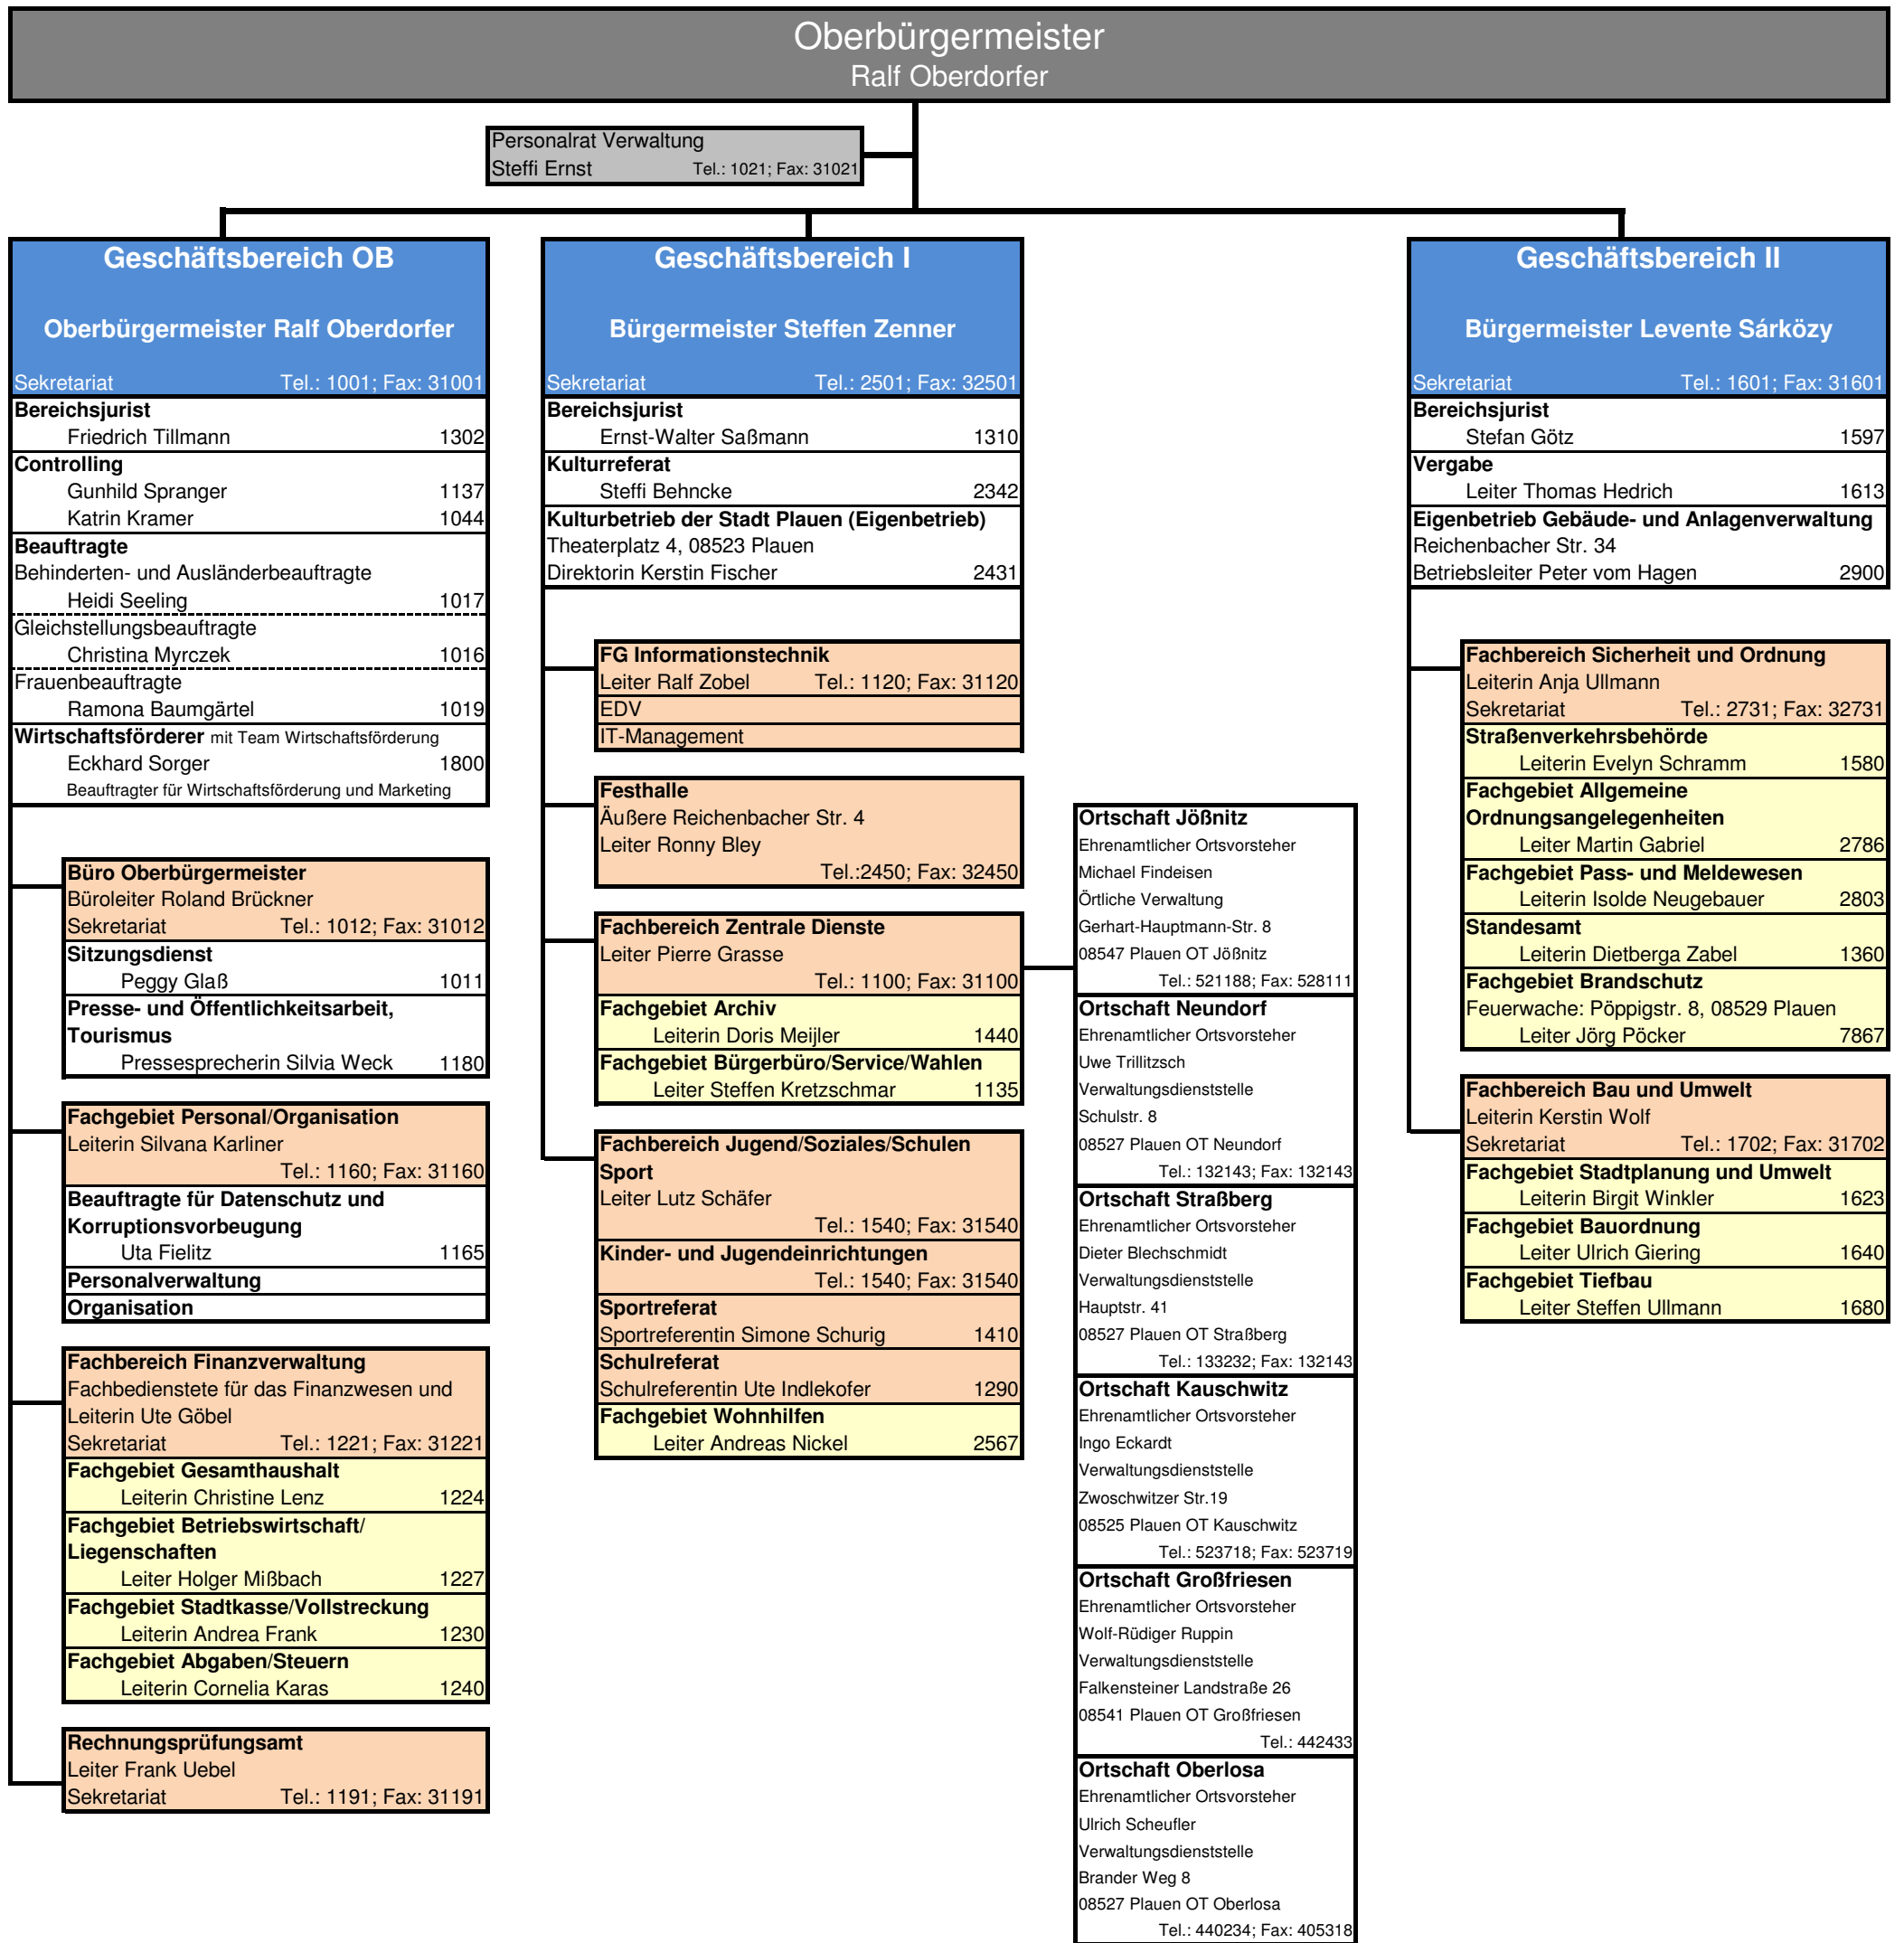 Oberbürgermeister
Ralf Oberdorfer
Personalrat Verwaltung
Steffi Ernst Tel.: 1021; Fax: 31021
Geschäftsbereich OB
Oberbürgermeister Ralf Oberdorfer
Sekretariat Tel.: 1001; Fax: 31001
Bereichsjurist
Friedrich Tillmann 1302
Controlling
Gunhild Spranger 1137
Katrin Kramer 1044
Beauftragte
Behinderten- und Ausländerbeauftragte
Heidi Seeling 1017
Gleichstellungsbeauftragte
Christina Myrczek 1016
Frauenbeauftragte
Ramona Baumgärtel 1019
Wirtschaftsförderer mit Team Wirtschaftsförderung
Eckhard Sorger 1800
Beauftragter für Wirtschaftsförderung und Marketing
Büro Oberbürgermeister
Büroleiter Roland Brückner
Sekretariat Tel.: 1012; Fax: 31012
Sitzungsdienst
Peggy Glaß 1011
Presse- und Öffentlichkeitsarbeit,
Tourismus
Pressesprecherin Silvia Weck 1180
Fachgebiet Personal/Organisation
Leiterin Silvana Karliner
Tel.: 1160; Fax: 31160
Beauftragte für Datenschutz und
Korruptionsvorbeugung
Uta Fielitz 1165
Personalverwaltung
Organisation
Fachbereich Finanzverwaltung
Fachbedienstete für das Finanzwesen und
Leiterin Ute Göbel
Sekretariat Tel.: 1221; Fax: 31221
Fachgebiet Gesamthaushalt
Leiterin Christine Lenz 1224
Fachgebiet Betriebswirtschaft/
Liegenschaften
Leiter Holger Mißbach 1227
Fachgebiet Stadtkasse/Vollstreckung
Leiterin Andrea Frank 1230
Fachgebiet Abgaben/Steuern
Leiterin Cornelia Karas 1240
Rechnungsprüfungsamt
Leiter Frank Uebel
Sekretariat Tel.: 1191; Fax: 31191
Geschäftsbereich I
Bürgermeister Steffen Zenner
Sekretariat Tel.: 2501; Fax: 32501
Bereichsjurist
Ernst-Walter Saßmann 1310
Kulturreferat
Steffi Behncke 2342
Kulturbetrieb der Stadt Plauen (Eigenbetrieb)
Theaterplatz 4, 08523 Plauen
Direktorin Kerstin Fischer 2431
FG Informationstechnik
Leiter Ralf Zobel Tel.: 1120; Fax: 31120
EDV
IT-Management
Festhalle
Äußere Reichenbacher Str. 4
Leiter Ronny Bley
Tel.:2450; Fax: 32450
Fachbereich Zentrale Dienste
Leiter Pierre Grasse
Tel.: 1100; Fax: 31100
Fachgebiet Archiv
Leiterin Doris Meijler 1440
Fachgebiet Bürgerbüro/Service/Wahlen
Leiter Steffen Kretzschmar 1135
Fachbereich Jugend/Soziales/Schulen
Sport
Leiter Lutz Schäfer
Tel.: 1540; Fax: 31540
Kinder- und Jugendeinrichtungen
Tel.: 1540; Fax: 31540
Sportreferat
Sportreferentin Simone Schurig 1410
Schulreferat
Schulreferentin Ute Indlekofer 1290
Fachgebiet Wohnhilfen
Leiter Andreas Nickel 2567
Ortschaft Jößnitz
Ehrenamtlicher Ortsvorsteher
Michael Findeisen
Örtliche Verwaltung
Gerhart-Hauptmann-Str. 8
08547 Plauen OT Jößnitz
Tel.: 521188; Fax: 528111
Ortschaft Neundorf
Ehrenamtlicher Ortsvorsteher
Uwe Trillitzsch
Verwaltungsdienststelle
Schulstr. 8
08527 Plauen OT Neundorf
Tel.: 132143; Fax: 132143
Ortschaft Straßberg
Ehrenamtlicher Ortsvorsteher
Dieter Blechschmidt
Verwaltungsdienststelle
Hauptstr. 41
08527 Plauen OT Straßberg
Tel.: 133232; Fax: 132143
Ortschaft Kauschwitz
Ehrenamtlicher Ortsvorsteher
Ingo Eckardt
Verwaltungsdienststelle
Zwoschwitzer Str.19
08525 Plauen OT Kauschwitz
Tel.: 523718; Fax: 523719
Ortschaft Großfriesen
Ehrenamtlicher Ortsvorsteher
Wolf-Rüdiger Ruppin
Verwaltungsdienststelle
Falkensteiner Landstraße 26
08541 Plauen OT Großfriesen
Tel.: 442433
Ortschaft Oberlosa
Ehrenamtlicher Ortsvorsteher
Ulrich Scheufler
Verwaltungsdienststelle
Brander Weg 8
08527 Plauen OT Oberlosa
Tel.: 440234; Fax: 405318
Geschäftsbereich II
Bürgermeister Levente Sárközy
Sekretariat Tel.: 1601; Fax: 31601
Bereichsjurist
Stefan Götz 1597
Vergabe
Leiter Thomas Hedrich 1613
Eigenbetrieb Gebäude- und Anlagenverwaltung
Reichenbacher Str. 34
Betriebsleiter Peter vom Hagen 2900
Fachbereich Sicherheit und Ordnung
Leiterin Anja Ullmann
Sekretariat Tel.: 2731; Fax: 32731
Straßenverkehrsbehörde
Leiterin Evelyn Schramm 1580
Fachgebiet Allgemeine
Ordnungsangelegenheiten
Leiter Martin Gabriel 2786
Fachgebiet Pass- und Meldewesen
Leiterin Isolde Neugebauer 2803
Standesamt
Leiterin Dietberga Zabel 1360
Fachgebiet Brandschutz
Feuerwache: Pöppigstr. 8, 08529 Plauen
Leiter Jörg Pöcker 7867
Fachbereich Bau und Umwelt
Leiterin Kerstin Wolf
Sekretariat Tel.: 1702; Fax: 31702
Fachgebiet Stadtplanung und Umwelt
Leiterin Birgit Winkler 1623
Fachgebiet Bauordnung
Leiter Ulrich Giering 1640
Fachgebiet Tiefbau
Leiter Steffen Ullmann 1680